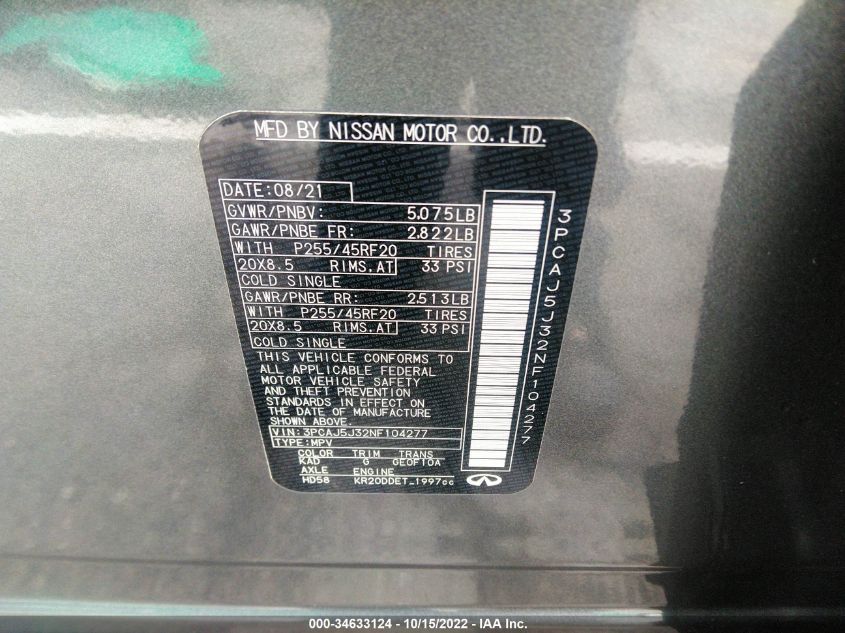 MFD BY NISSAN MOTOR CO.,LTD.
DATE:08/21
GVWR/PNBV: 5.075LB
GAWR/PNBE FR: 2.822LB
WITH P255/45RF20 TIRES
20X8.5 RIMS.AT 33 PSI
COLD SINGLE
GAWR/PNBE RR: 2.513LB
WITH P255/45RF20 TIRES
20X8.5 RIMS.AT 33 PSI
COLD SINGLE
THIS VEHICLE CONFORMS TO
ALL APPLICABLE FEDERAL
MOTOR VEHICLE SAFETY
AND THEFT PREVENTION
STANDARDS IN EFFECT ON
THE DATE OF MANUFACTURE
SHOWN ABOVE.
VIN:3PCAJ5J32NF104277
TYPE:MPV
COLOR TRIM TRANS
KAD G GE0F10A
AXLE ENGINE
HD58 KR20DDET-1997cc
3PCAJ5J32NF104277
000-34633124 - 10/15/2022 - IAA Inc.